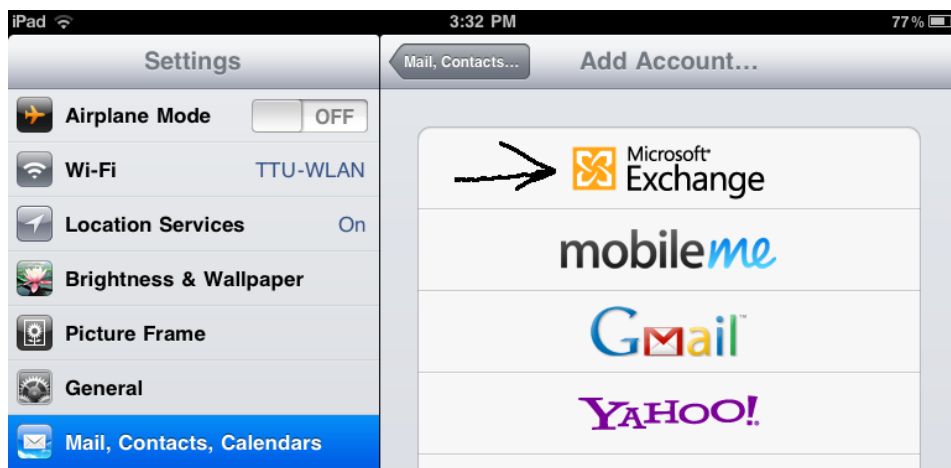 iPad 3:32 PM 77%
Settings
Airplane Mode OFF
Wi-Fi TTU-WLAN
Location Services On
Brightness & Wallpaper
Picture Frame
General
Mail, Contacts, Calendars
Mail, Contacts... Add Account...
Microsoft
Exchange
mobileme
Gmail™
YAHOO!